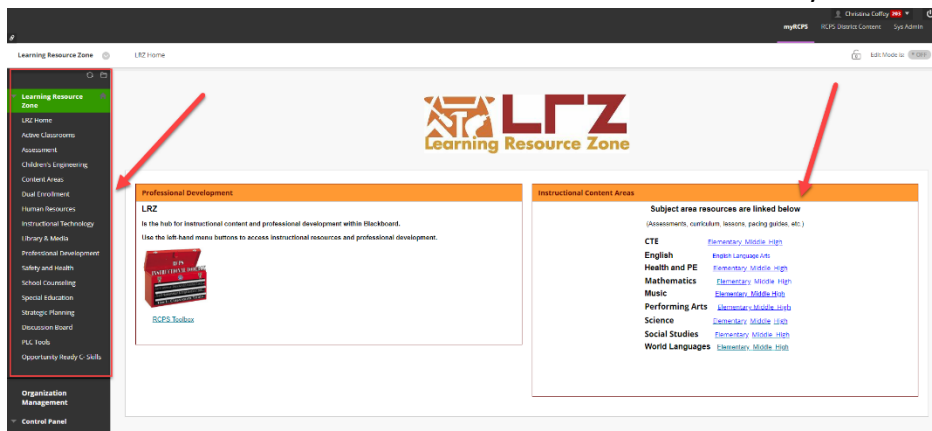 Christina Coffey 293
myRCPS RCPS District Content Sys Admin
Learning Resource Zone LRZ Home Edit Mode is: OFF
Learning Resource
Zone
LRZ Home
Active Classrooms
Assessment
Children's Engineering
Content Areas
Dual Enrollment
Human Resources
Instructional Technology
Library & Media
Professional Development
Safety and Health
School Counseling
Special Education
Strategic Planning
Discussion Board
PLC Tools
Opportunity Ready C- Skills
Organization
Management
Control Panel
LRZ
Learning Resource Zone
Professional Development
LRZ
Is the hub for instructional content and professional development within Blackboard.
Use the left-hand menu buttons to access instructional resources and professional development.
RCPS
INSTRUCTIONAL TOOLBOX
RCPS Toolbox
Instructional Content Areas
Subject area resources are linked below
(Assessments, curriculum, lessons, pacing guides, etc.)
CTE Elementary Middle High
English English Language Arts
Health and PE Elementary Middle High
Mathematics Elementary Middle High
Music Elementary Middle High
Performing Arts Elementary Middle High
Science Elementary Middle High
Social Studies Elementary Middle High
World Languages Elementary Middle High